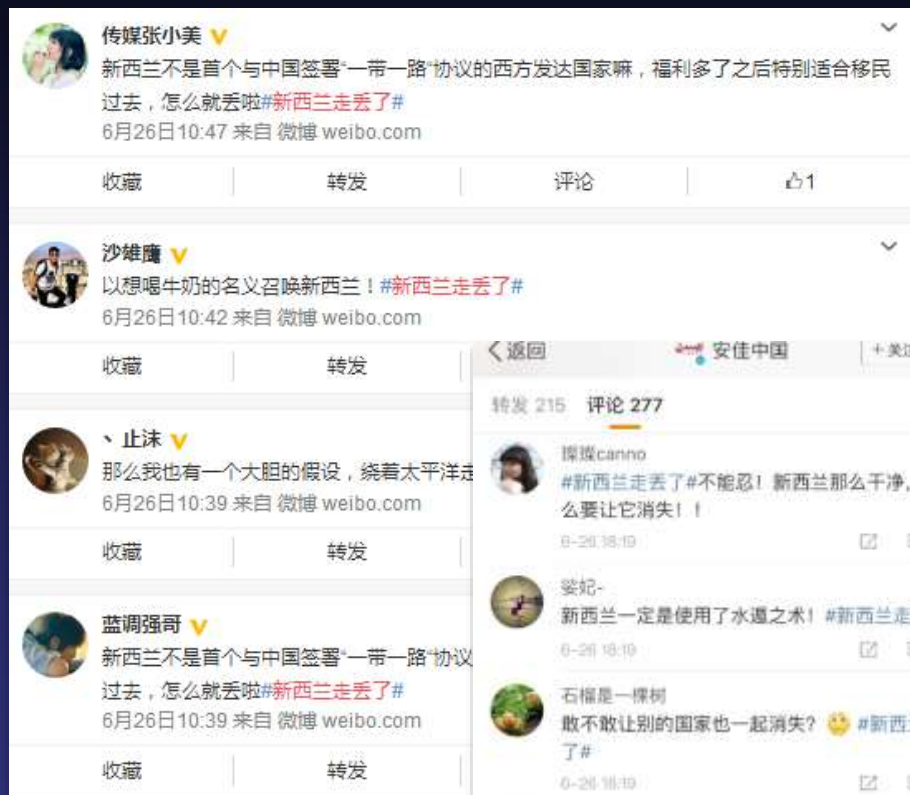 传媒张小美
新西兰不是首个与中国签署“一带一路“协议的西方发达国家嘛，福利多了之后特别适合移民
过去，怎么就丢啦#新西兰走丢了#
6月26日10:47 来自 微博 weibo.com
收藏 转发 评论 1
沙雄鹰
以想喝牛奶的名义召唤新西兰！#新西兰走丢了#
6月26日10:42 来自 微博 weibo.com
收藏 转发
丶止沫
那么我也有一个大胆的假设，绕着太平洋走
6月26日10:39 来自 微博 weibo.com
收藏 转发
蓝调强哥
新西兰不是首个与中国签署“一带一路“协议
过去，怎么就丢啦#新西兰走丢了#
6月26日10:39 来自 微博 weibo.com
收藏 转发
返回 安佳中国 +关
转发 215 评论 277
璨璨canno
#新西兰走丢了#不能忍！新西兰那么干净，
么要让它消失！！
6-26 18:19
婴妃-
新西兰一定是使用了水遁之术！#新西兰走
6-26 18:19
石榴是一棵树
敢不敢让别的国家也一起消失？ #新西
了#
6-26 18:19